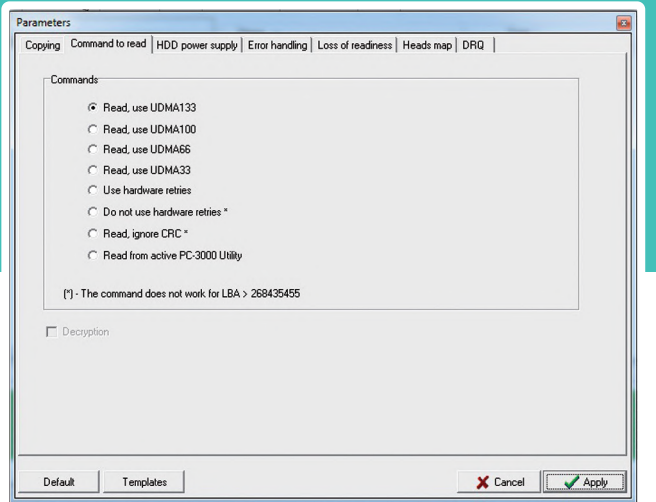 Parameters
Copying Command to read HDD power supply Error handling Loss of readiness Heads map DRQ
Commands
Read, use UDMA133
Read, use UDMA100
Read, use UDMA66
Read, use UDMA33
Use hardware retries
Do not use hardware retries *
Read, ignore CRC *
Read from active PC-3000 Utility
(*) - The command does not work for LBA > 268435455
Decryption
Default Templates Cancel Apply